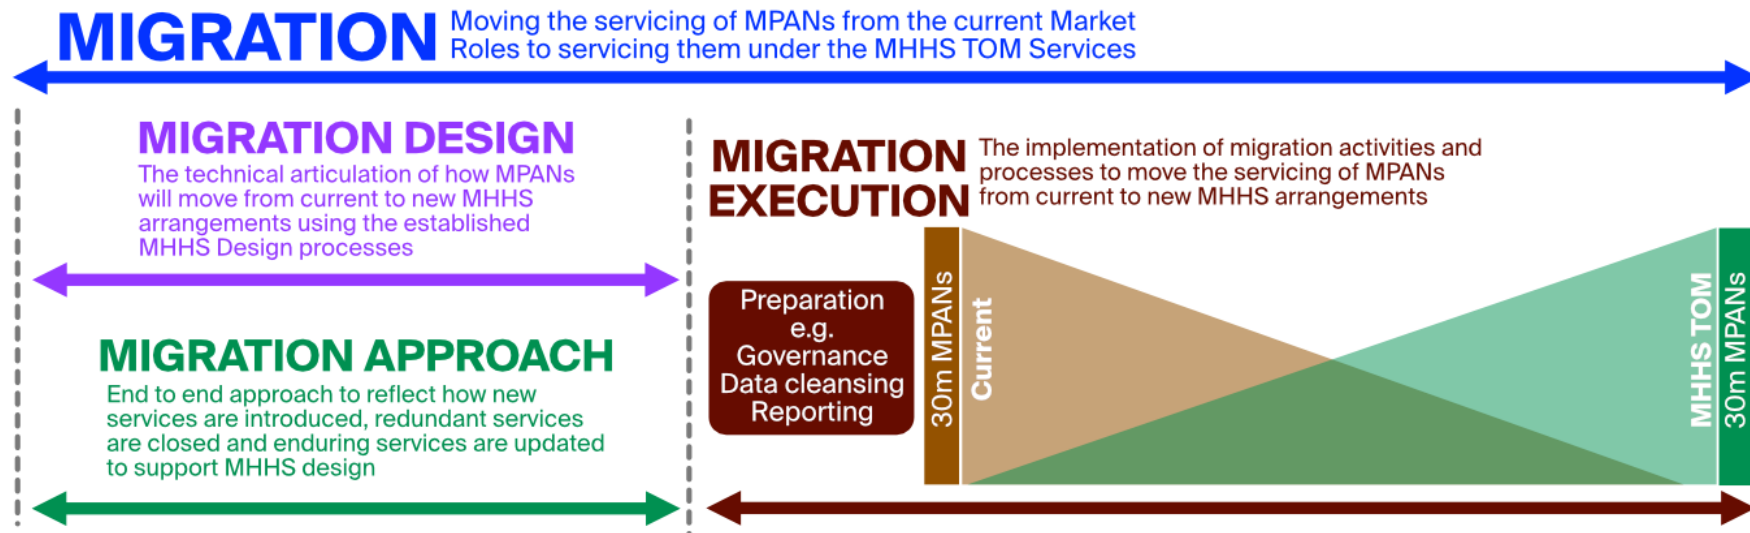 MIGRATION
Moving the servicing of MPANs from the current Market
Roles to servicing them under the MHHS TOM Services
MIGRATION DESIGN
The technical articulation of how MPANs
will move from current to new MHHS
arrangements using the established
MHHS Design processes
MIGRATION APPROACH
End to end approach to reflect how new
services are introduced, redundant services
are closed and enduring services are updated
to support MHHS design
MIGRATION
EXECUTION
The implementation of migration activities and
processes to move the servicing of MPANs
from current to new MHHS arrangements
Preparation
e.g.
Governance
Data cleansing
Reporting
30m MPANs
Current
MHHS TOM
30m MPANs